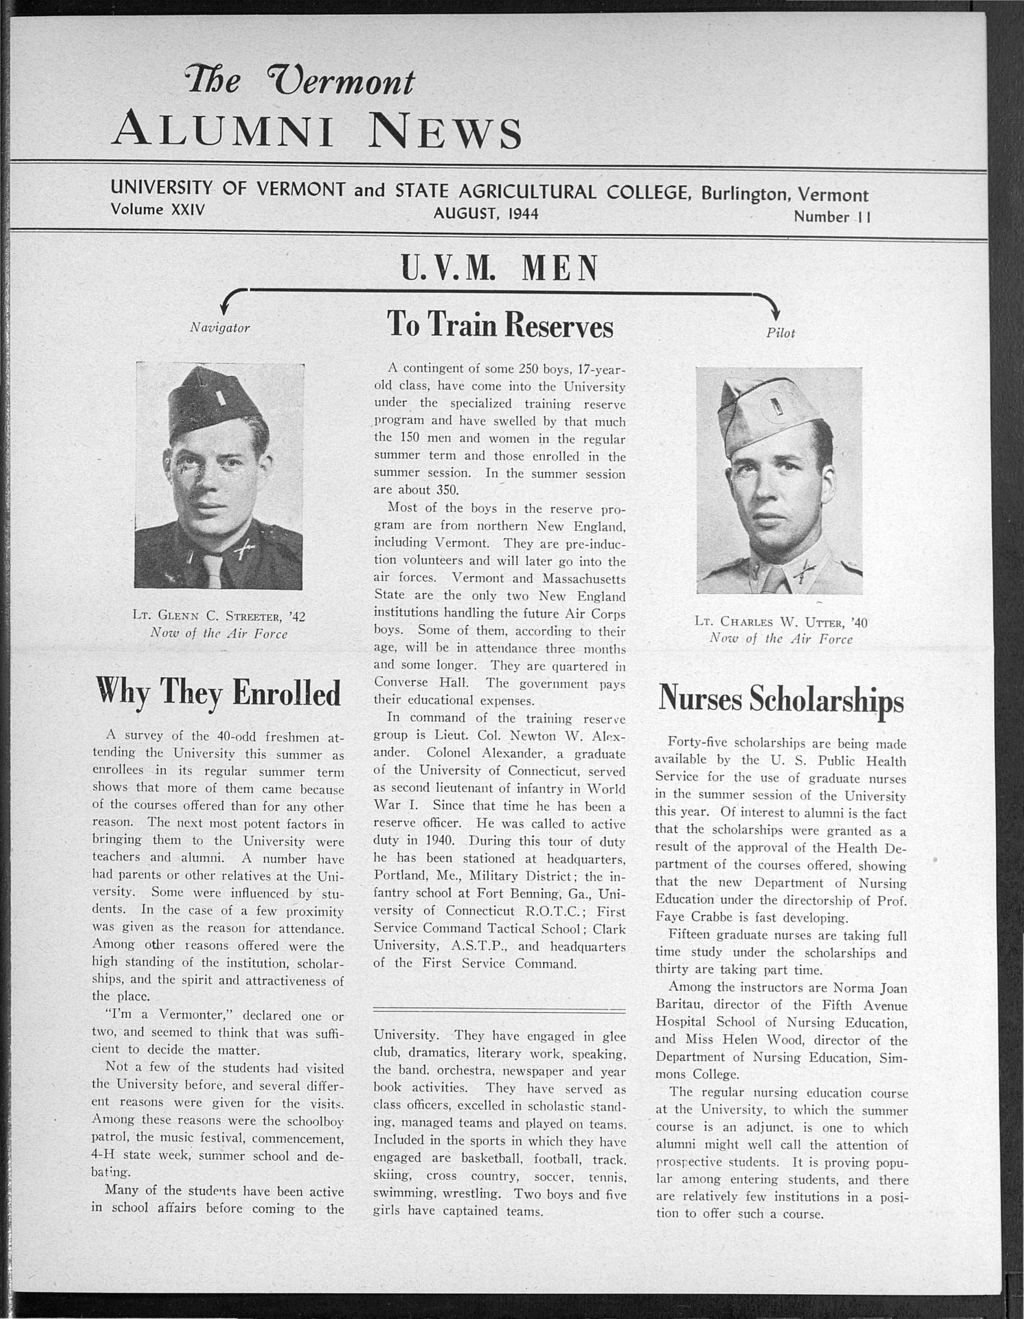 The Vermont
ALUMNI NEWS
UNIVERSITY OF VERMONT and STATE AGRICULTURAL COLLEGE, Burlington, Vermont
Volume XXIV AUGUST, 1944 Number 11
U. V. M. MEN
Navigator
LT. GLENN C. STREETER, '42
Now of the Air Force
Why They Enrolled
A survey of the 40-odd freshmen at-
tending the University this summer as
enrollees in its regular summer term
shows that more of them came because
of the courses offered than for any other
reason. The next most potent factors in
bringing them to the University were
teachers and alumni. A number have
had parents or other relatives at the Uni-
versity. Some were influenced by stu-
dents. In the case of a few proximity
was given as the reason for attendance.
Among other reasons offered were the
high standing of the institution, scholar-
ships, and the spirit and attractiveness of
the place.
"I'm a Vermonter," declared one or
two, and seemed to think that was suffi-
cient to decide the matter.
Not a few of the students had visited
the University before, and several differ-
ent reasons were given for the visits.
Among these reasons were the schoolboy
patrol, the music festival, commencement,
4-H state week, summer school and de-
bating.
Many of the students have been active
in school affairs before coming to the
To Train Reserves
A contingent of some 250 boys, 17-year-
old class, have come into the University
under the specialized training reserve
program and have swelled by that much
the 150 men and women in the regular
summer term and those enrolled in the
summer session. In the summer session
are about 350.
Most of the boys in the reserve pro-
gram are from northern New England,
including Vermont. They are pre-induc-
tion volunteers and will later go into the
air forces. Vermont and Massachusetts
State are the only two New England
institutions handling the future Air Corps
boys. Some of them, according to their
age, will be in attendance three months
and some longer. They are quartered in
Converse Hall. The government pays
their educational expenses.
In command of the training reserve
group is Lieut. Col. Newton W. Alex-
ander. Colonel Alexander, a graduate
of the University of Connecticut, served
as second lieutenant of infantry in World
War I. Since that time he has been a
reserve officer. He was called to active
duty in 1940. During this tour of duty
he has been stationed at headquarters,
Portland, Me., Military District; the in-
fantry school at Fort Benning, Ga., Uni-
versity of Connecticut R.O.T.C.; First
Service Command Tactical School; Clark
University, A.S.T.P., and headquarters
of the First Service Command.
University. They have engaged in glee
club, dramatics, literary work, speaking,
the band, orchestra, newspaper and year
book activities. They have served as
class officers, excelled in scholastic stand-
ing, managed teams and played on teams.
Included in the sports in which they have
engaged are basketball, football, track,
skiing, cross country, soccer, tennis,
swimming, wrestling. Two boys and five
girls have captained teams.
Pilot
LT. CHARLES W. UTTER, '40
Now of the Air Force
Nurses Scholarships
Forty-five scholarships are being made
available by the U. S. Public Health
Service for the use of graduate nurses
in the summer session of the University
this year. Of interest to alumni is the fact
that the scholarships were granted as a
result of the approval of the Health De-
partment of the courses offered, showing
that the new Department of Nursing
Education under the directorship of Prof.
Faye Crabbe is fast developing.
Fifteen graduate nurses are taking full
time study under the scholarships and
thirty are taking part time.
Among the instructors are Norma Joan
Baritau, director of the Fifth Avenue
Hospital School of Nursing Education,
and Miss Helen Wood, director of the
Department of Nursing Education, Sim-
mons College.
The regular nursing education course
at the University, to which the summer
course is an adjunct, is one to which
alumni might well call the attention of
prospective students. It is proving popu-
lar among entering students, and there
are relatively few institutions in a posi-
tion to offer such a course.